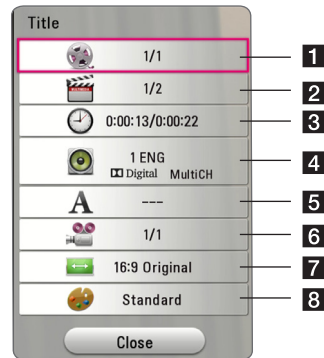 Title
1/1 1
1/2 2
0:00:13/0:00:22 3
1 ENG 4
Digital MultiCH
A --- 5
1/1 6
16:9 Original 7
Standard 8
Close